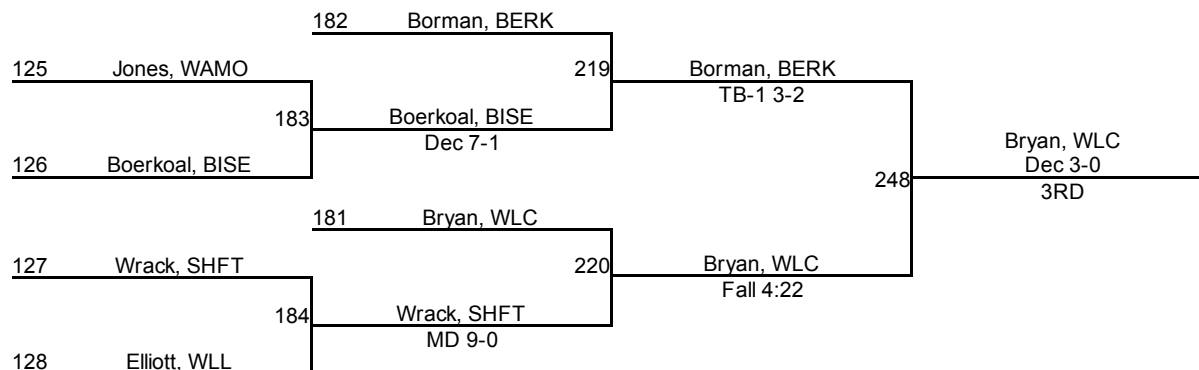 182 Borman, BERK
125 Jones, WAMO
219 Borman, BERK
TB-1 3-2
183 Boerkoal, BISE
Dec 7-1
126 Boerkoal, BISE
Bryan, WLC
Dec 3-0
248
3RD
181 Bryan, WLC
127 Wrack, SHFT
220 Bryan, WLC
Fall 4:22
184 Wrack, SHFT
MD 9-0
128 Elliott, WLL